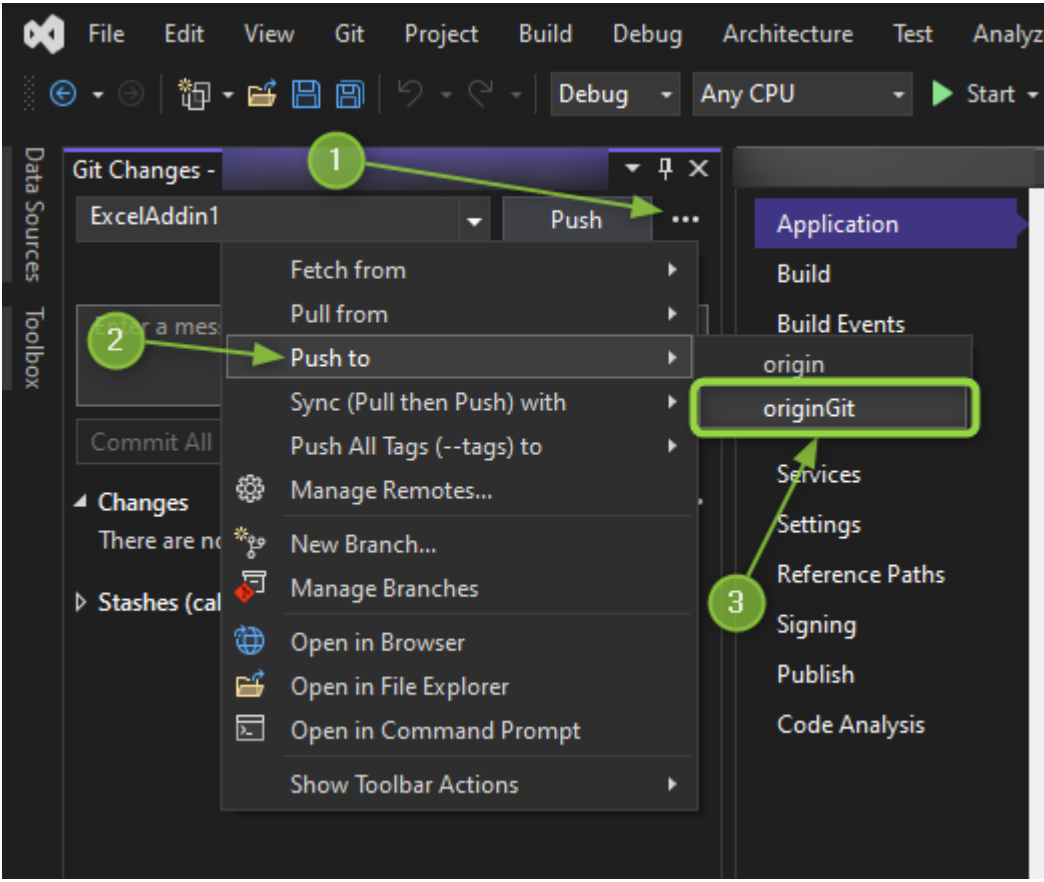 File Edit View Git Project Build Debug Architecture Test Analyz
Debug Any CPU Start
Data Sources
Toolbox
Git Changes -
1
ExcelAddin1 Push
Enter a mes
2
Commit All
Changes
There are no
Stashes (cal
Fetch from
Pull from
Push to
Sync (Pull then Push) with
Push All Tags (--tags) to
Manage Remotes...
New Branch...
Manage Branches
Open in Browser
Open in File Explorer
Open in Command Prompt
Show Toolbar Actions
origin
originGit
3
Application
Build
Build Events
Services
Settings
Reference Paths
Signing
Publish
Code Analysis